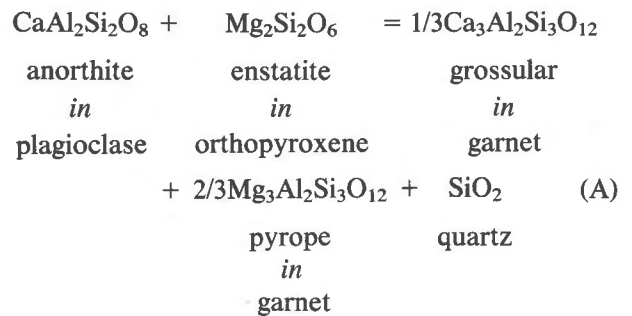 CaAl₂Si₂O₈ + Mg₂Si₂O₆ = 1/3Ca₃Al₂Si₃O₁₂
anorthite enstatite grossular
in in in
plagioclase orthopyroxene garnet
+ 2/3Mg₃Al₂Si₃O₁₂ + SiO₂ (A)
pyrope quartz
in
garnet